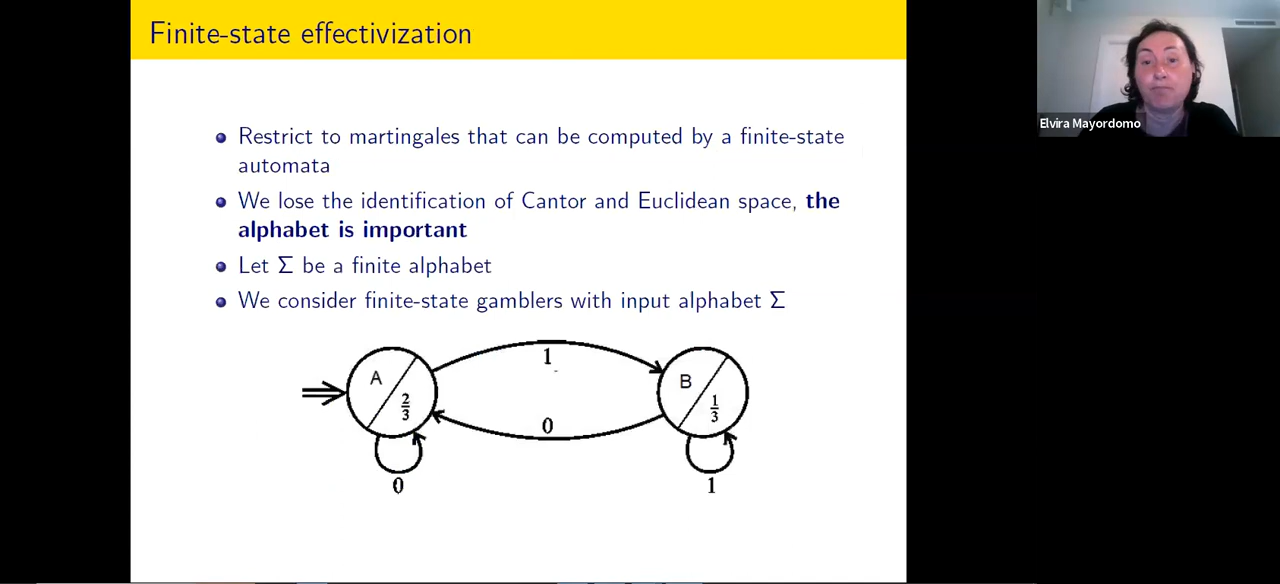 Finite-state effectivization
Restrict to martingales that can be computed by a finite-state
automata
We lose the identification of Cantor and Euclidean space, the
alphabet is important
Let Σ be a finite alphabet
We consider finite-state gamblers with input alphabet Σ
1
A
2/3
B
1/3
0
0
1
Elvira Mayordomo